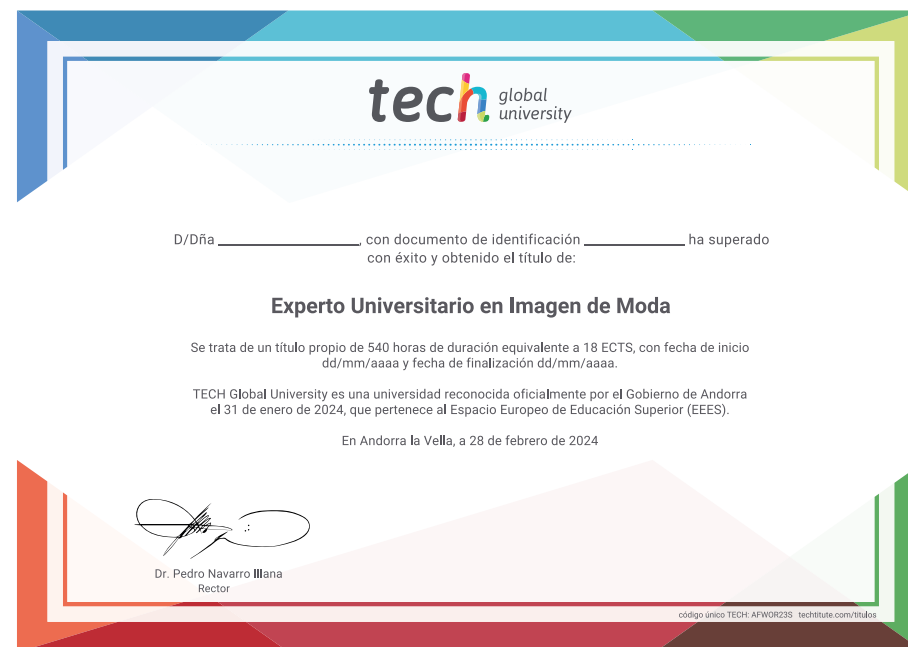 tech global university
D/Dña ____________________, con documento de identificación ______________ ha superado
con éxito y obtenido el título de:
Experto Universitario en Imagen de Moda
Se trata de un título propio de 540 horas de duración equivalente a 18 ECTS, con fecha de inicio
dd/mm/aaaa y fecha de finalización dd/mm/aaaa.
TECH Global University es una universidad reconocida oficialmente por el Gobierno de Andorra
el 31 de enero de 2024, que pertenece al Espacio Europeo de Educación Superior (EEES).
En Andorra la Vella, a 28 de febrero de 2024
Dr. Pedro Navarro Illana
Rector
código único TECH: AFWOR23S techtitute.com/titulos